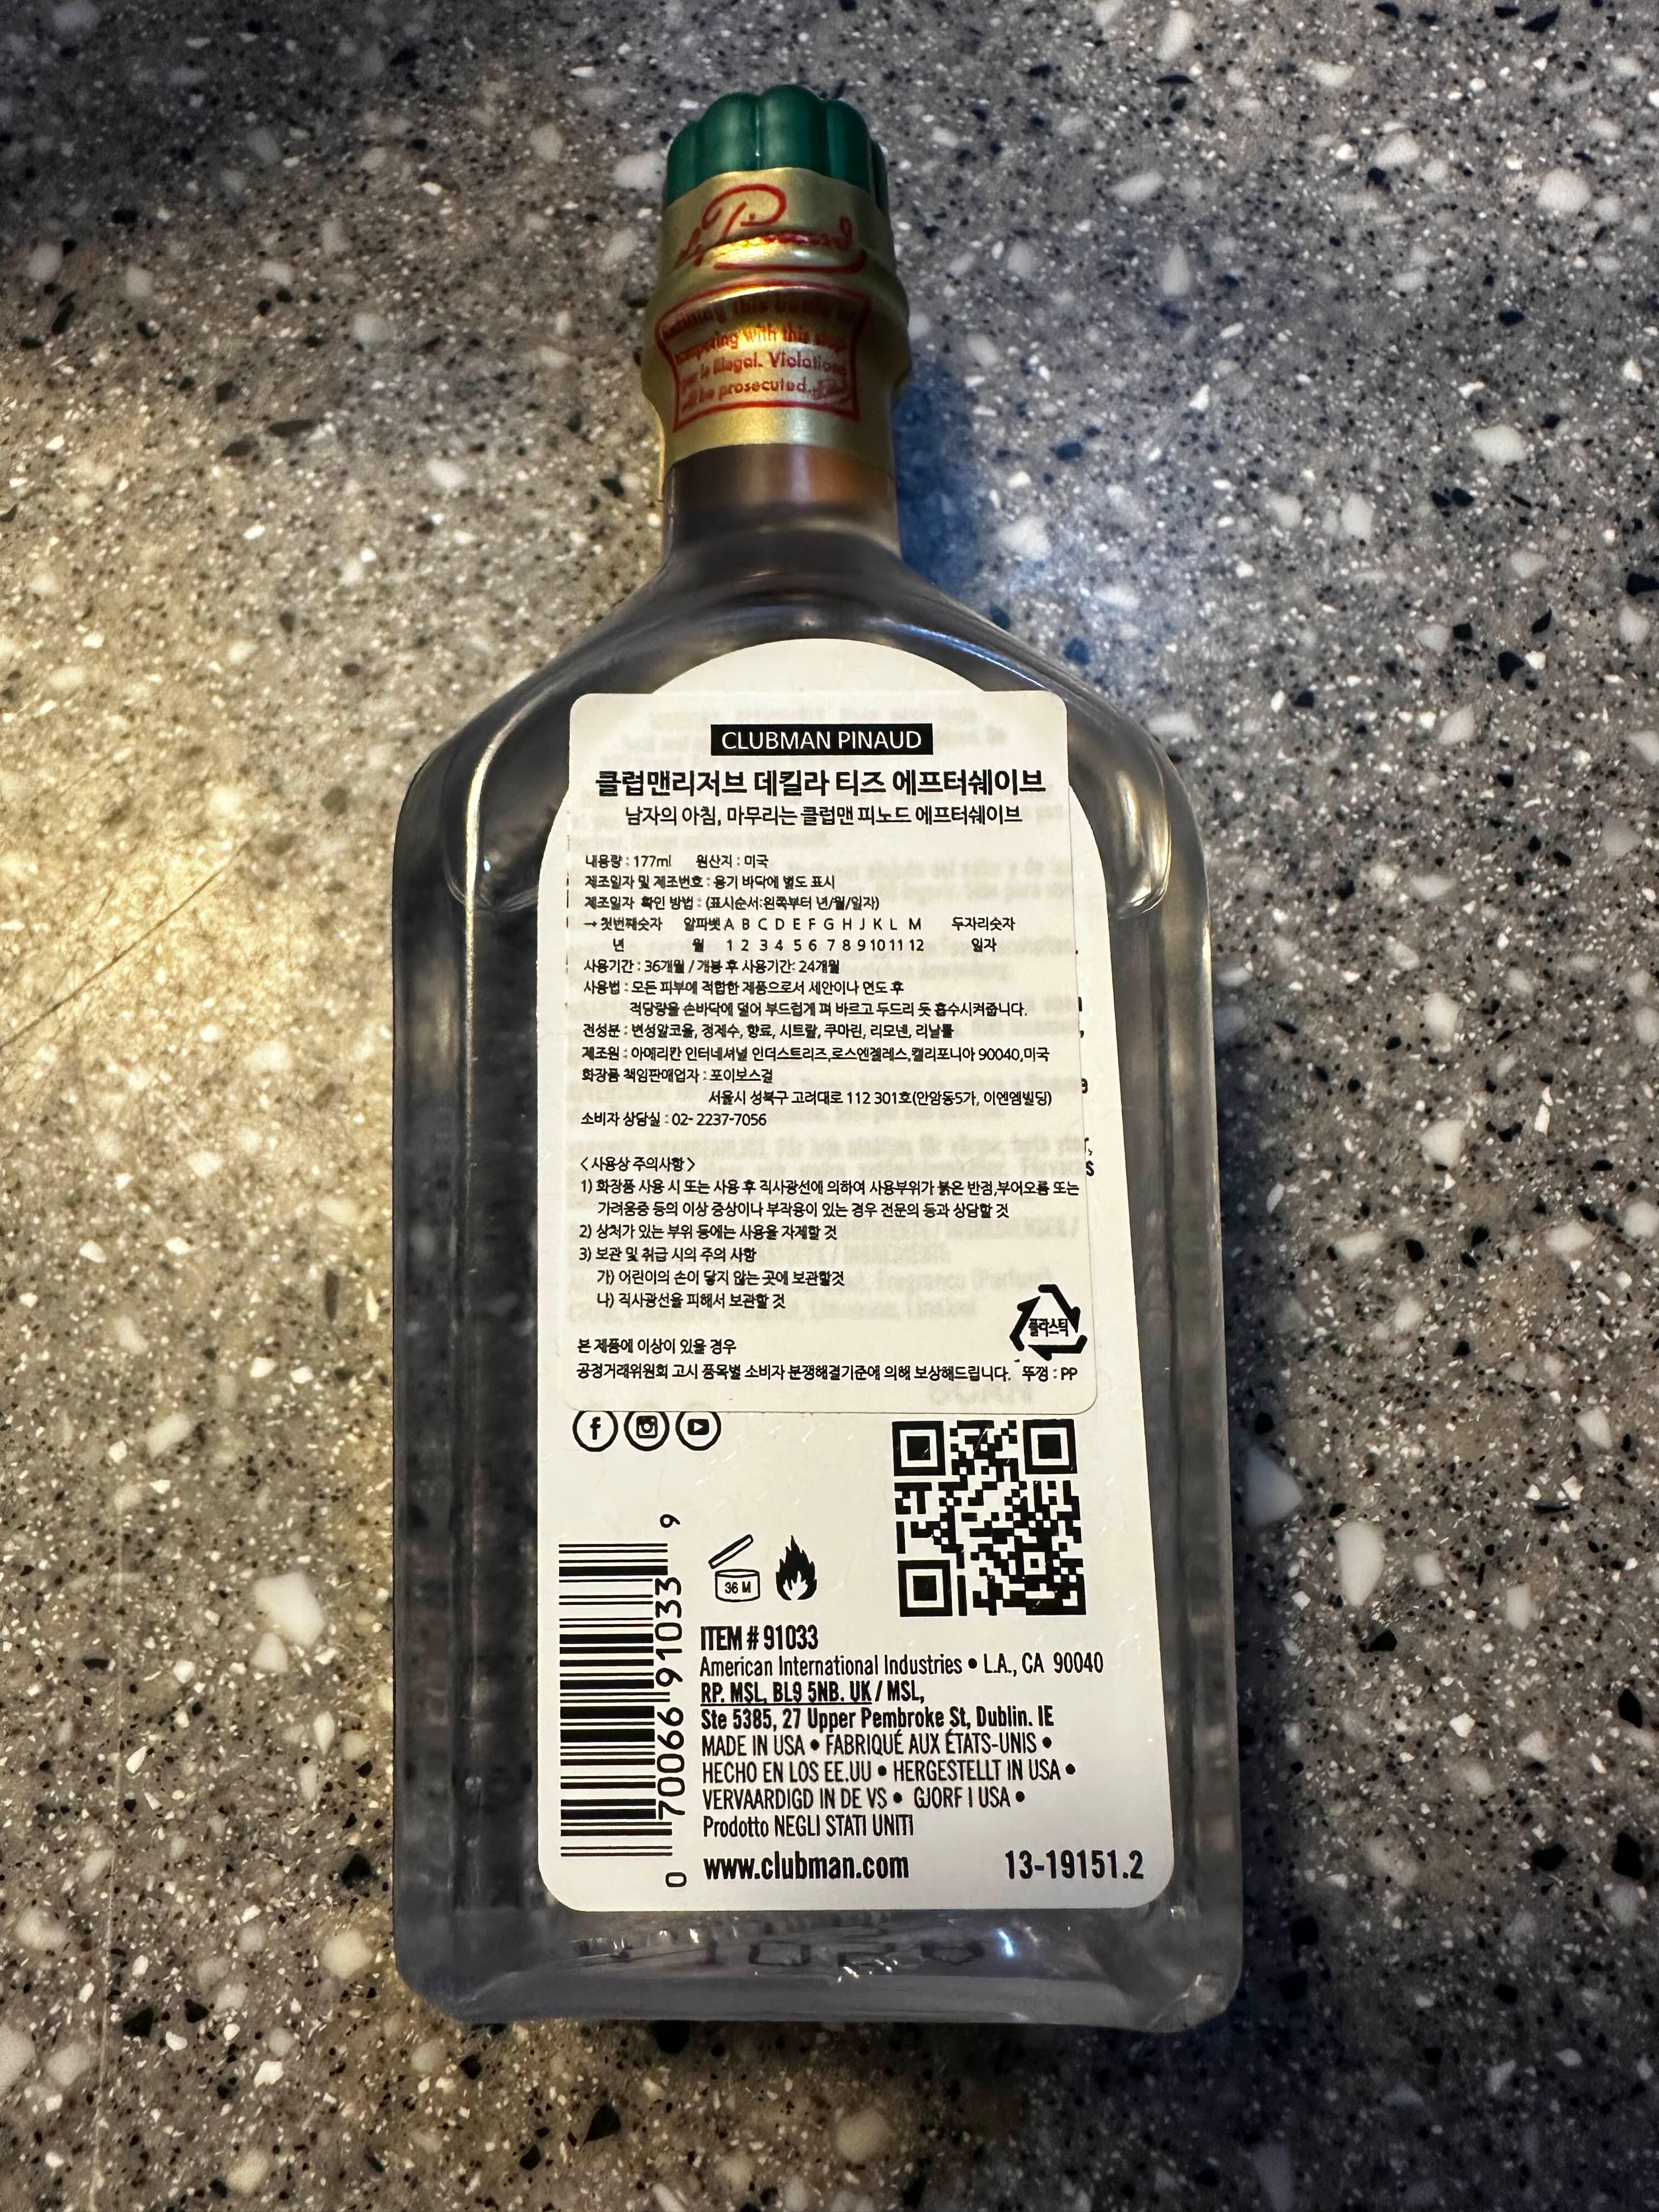 Pinaud
tampering with this
is illegal. Violations
be prosecuted.
CLUBMAN PINAUD
클럽맨리저브 데킬라 티즈 에프터쉐이브
남자의 아침, 마무리는 클럽맨 피노드 에프터쉐이브
내용량 : 177ml 원산지 : 미국
제조일자 및 제조번호 : 용기 바닥에 별도 표시
제조일자 확인 방법 : (표시순서:왼쪽부터 년/월/일자)
→ 첫번째숫자 알파벳 A B C D E F G H J K L M 두자리숫자
년 월 1 2 3 4 5 6 7 8 9 10 11 12 일자
사용기간 : 36개월 / 개봉 후 사용기간: 24개월
사용법 : 모든 피부에 적합한 제품으로서 세안이나 면도 후
적당량을 손바닥에 덜어 부드럽게 펴 바르고 두드리 듯 흡수시켜줍니다.
전성분 : 변성알코올, 정제수, 향료, 시트랄, 쿠마린, 리모넨, 리날룰
제조원 : 아메리칸 인터네셔널 인더스트리즈,로스엔젤레스,캘리포니아 90040,미국
화장품 책임판매업자 : 포이보스걸
서울시 성북구 고려대로 112 301호(안암동5가, 이엔엠빌딩)
소비자 상담실 : 02- 2237-7056
< 사용상 주의사항 >
1) 화장품 사용 시 또는 사용 후 직사광선에 의하여 사용부위가 붉은 반점,부어오름 또는
가려움증 등의 이상 증상이나 부작용이 있는 경우 전문의 등과 상담할 것
2) 상처가 있는 부위 등에는 사용을 자제할 것
3) 보관 및 취급 시의 주의 사항
가) 어린이의 손이 닿지 않는 곳에 보관할것
나) 직사광선을 피해서 보관할 것
플라스틱
본 제품에 이상이 있을 경우
공정거래위원회 고시 품목별 소비자 분쟁해결기준에 의해 보상해드립니다. 뚜껑 : PP
36 M
0 70066 91033 9
ITEM # 91033
American International Industries • L.A., CA 90040
RP. MSL, BL9 5NB. UK / MSL,
Ste 5385, 27 Upper Pembroke St, Dublin. IE
MADE IN USA • FABRIQUÉ AUX ÉTATS-UNIS •
HECHO EN LOS EE.UU • HERGESTELLT IN USA •
VERVAARDIGD IN DE VS • GJORF I USA •
Prodotto NEGLI STATI UNITI
www.clubman.com 13-19151.2